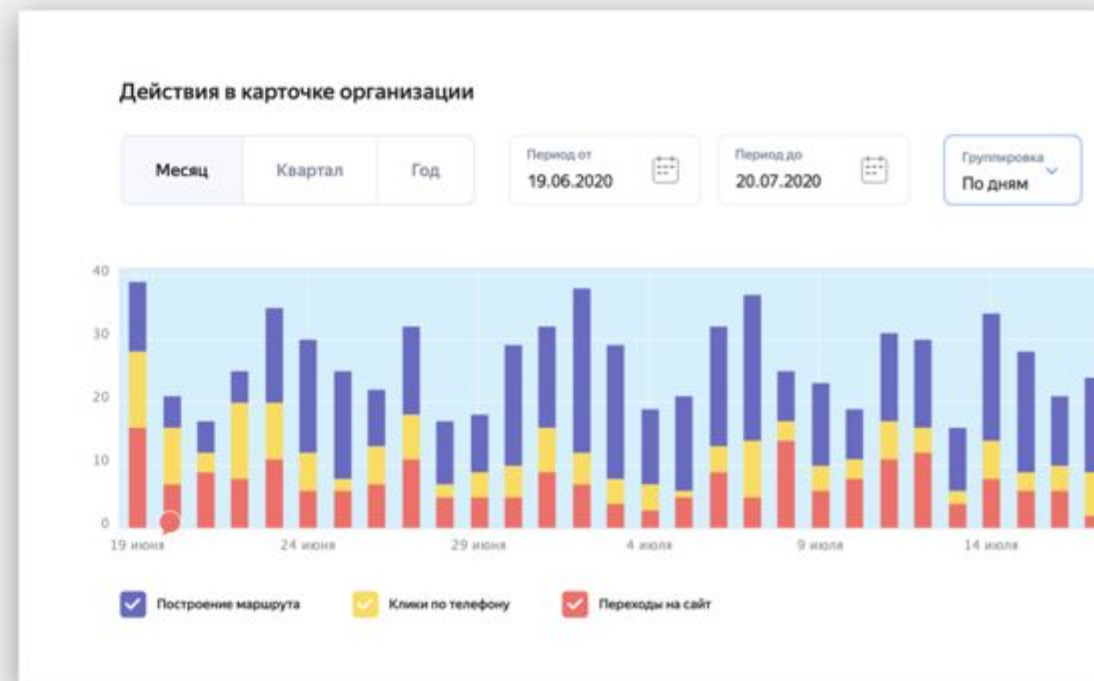 Действия в карточке организации
Месяц Квартал Год
Период от
19.06.2020
Период до
20.07.2020
Группировка
По дням
40
30
20
10
0
19 июня 24 июня 29 июня 4 июля 9 июля 14 июля
Построение маршрута Клики по телефону Переходы на сайт